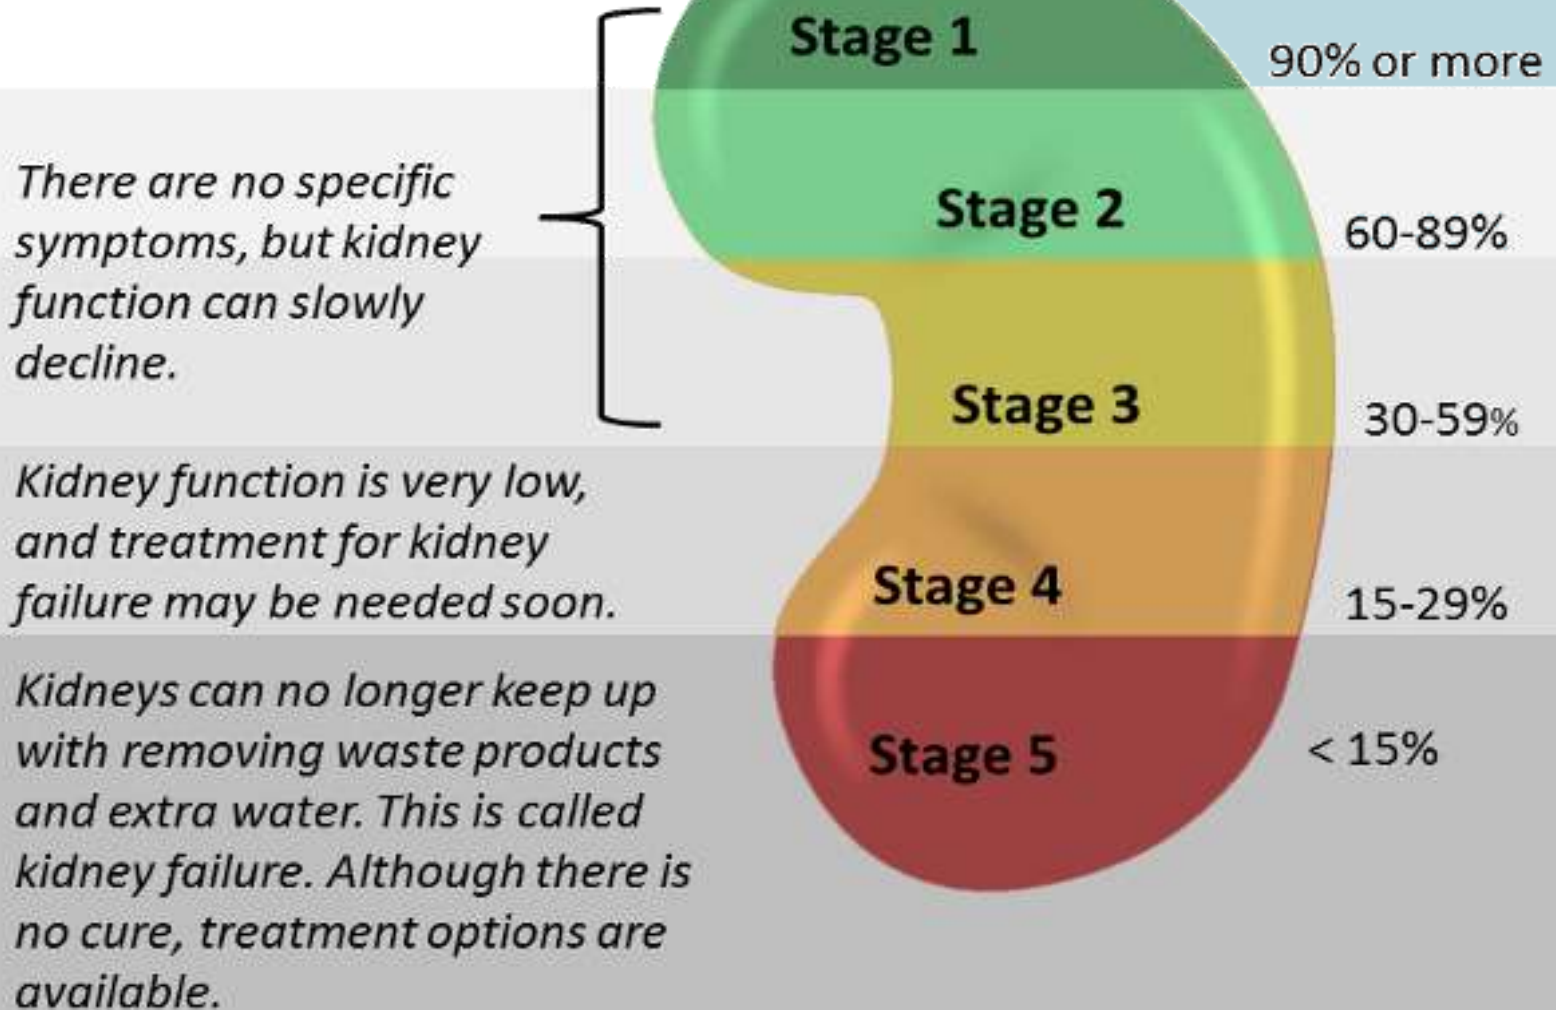 Stage 1
90% or more
There are no specific
symptoms, but kidney
function can slowly
decline.
Stage 2
60-89%
Stage 3
30-59%
Kidney function is very low,
and treatment for kidney
failure may be needed soon.
Stage 4
15-29%
Kidneys can no longer keep up
with removing waste products
and extra water. This is called
kidney failure. Although there is
no cure, treatment options are
available.
Stage 5
< 15%